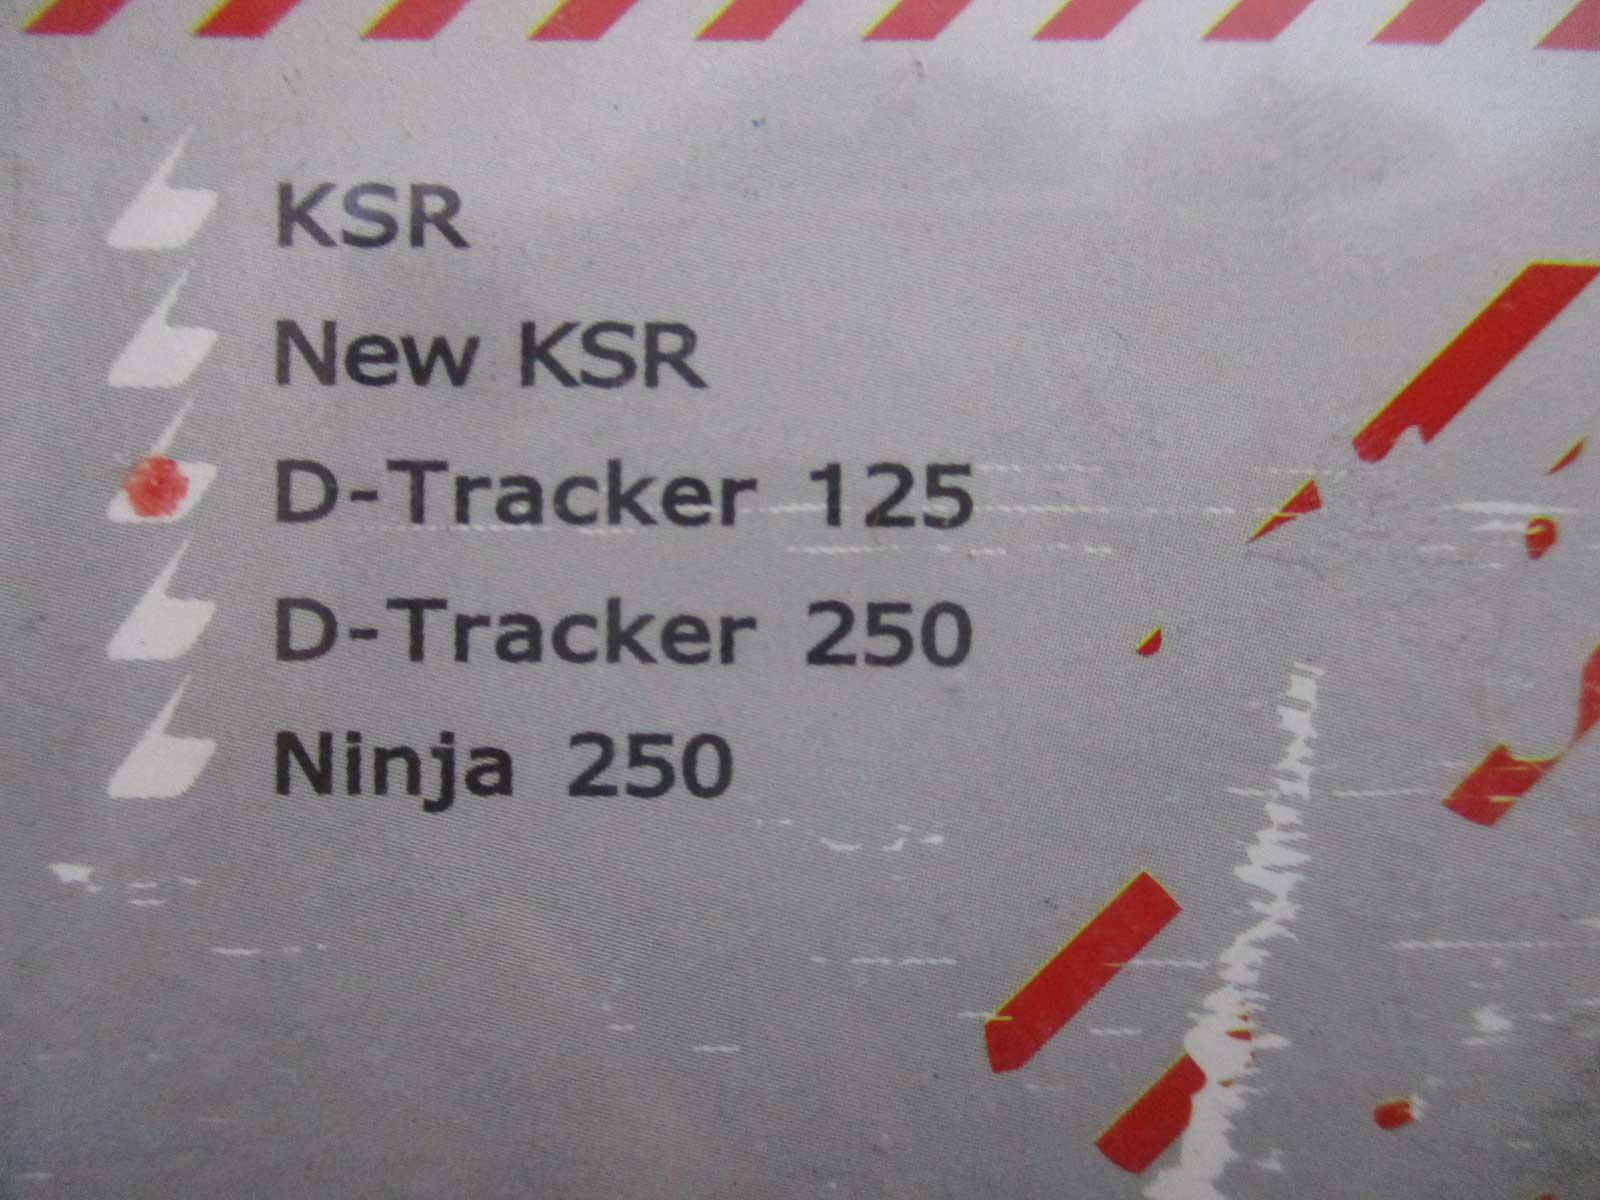 KSR
New KSR
D-Tracker 125
D-Tracker 250
Ninja 250